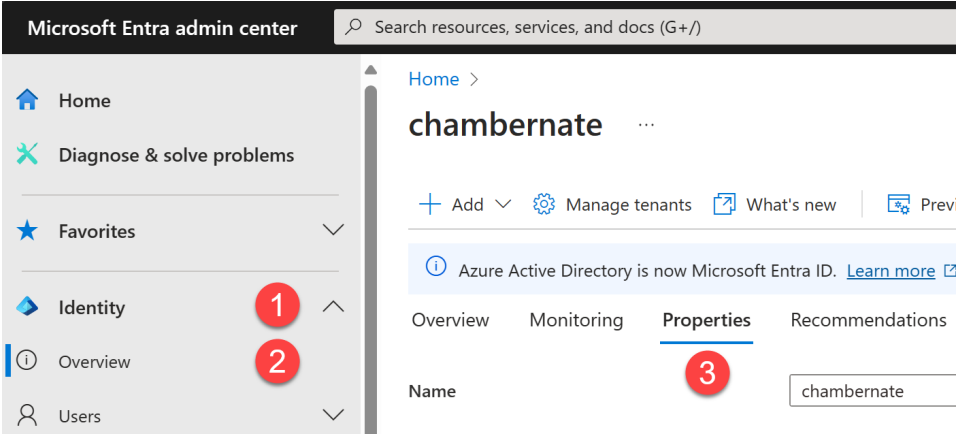 Microsoft Entra admin center
Search resources, services, and docs (G+/)
Home
Diagnose & solve problems
Favorites
Identity 1
Overview 2
Users
Home >
chambernate ...
Add Manage tenants What's new
Azure Active Directory is now Microsoft Entra ID. Learn more
Overview Monitoring Properties Recommendations
3
Name chambernate